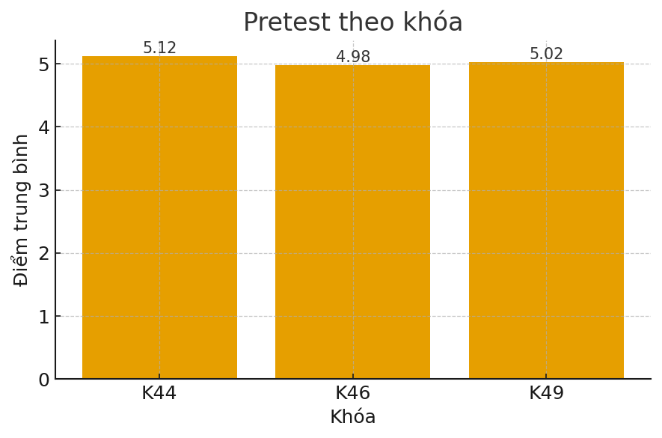 Pretest theo khóa
5.12
4.98
5.02
5
4
3
2
1
0
Điểm trung bình
K44
K46
K49
Khóa